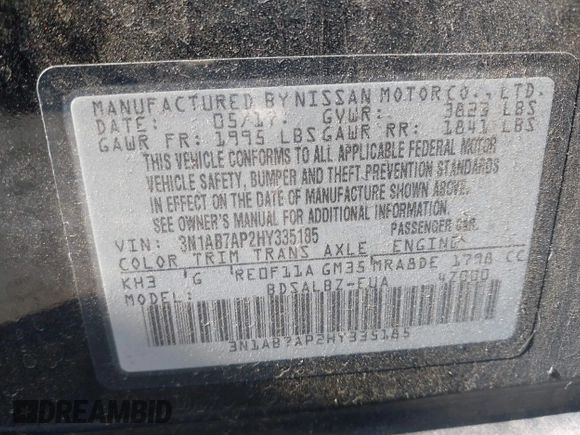 MANUFACTURED BY NISSAN MOTOR CO., LTD.
DATE: 05/17 GVWR: 3823 LBS
GAWR FR: 1995 LBS GAWR RR: 1841 LBS
THIS VEHICLE CONFORMS TO ALL APPLICABLE FEDERAL MOTOR
VEHICLE SAFETY, BUMPER AND THEFT PREVENTION STANDARDS
IN EFFECT ON THE DATE OF MANUFACTURE SHOWN ABOVE.
SEE OWNER'S MANUAL FOR ADDITIONAL INFORMATION.
VIN: 3N1AB7AP2HY335185 PASSENGER CAR
COLOR TRIM TRANS AXLE ENGINE
KH3 G RE0F11A GM35 MRA8DE 1798 CC
MODEL: BDSALBZ-EUA 47000
3N1AB7AP2HY335185
DREAMBID